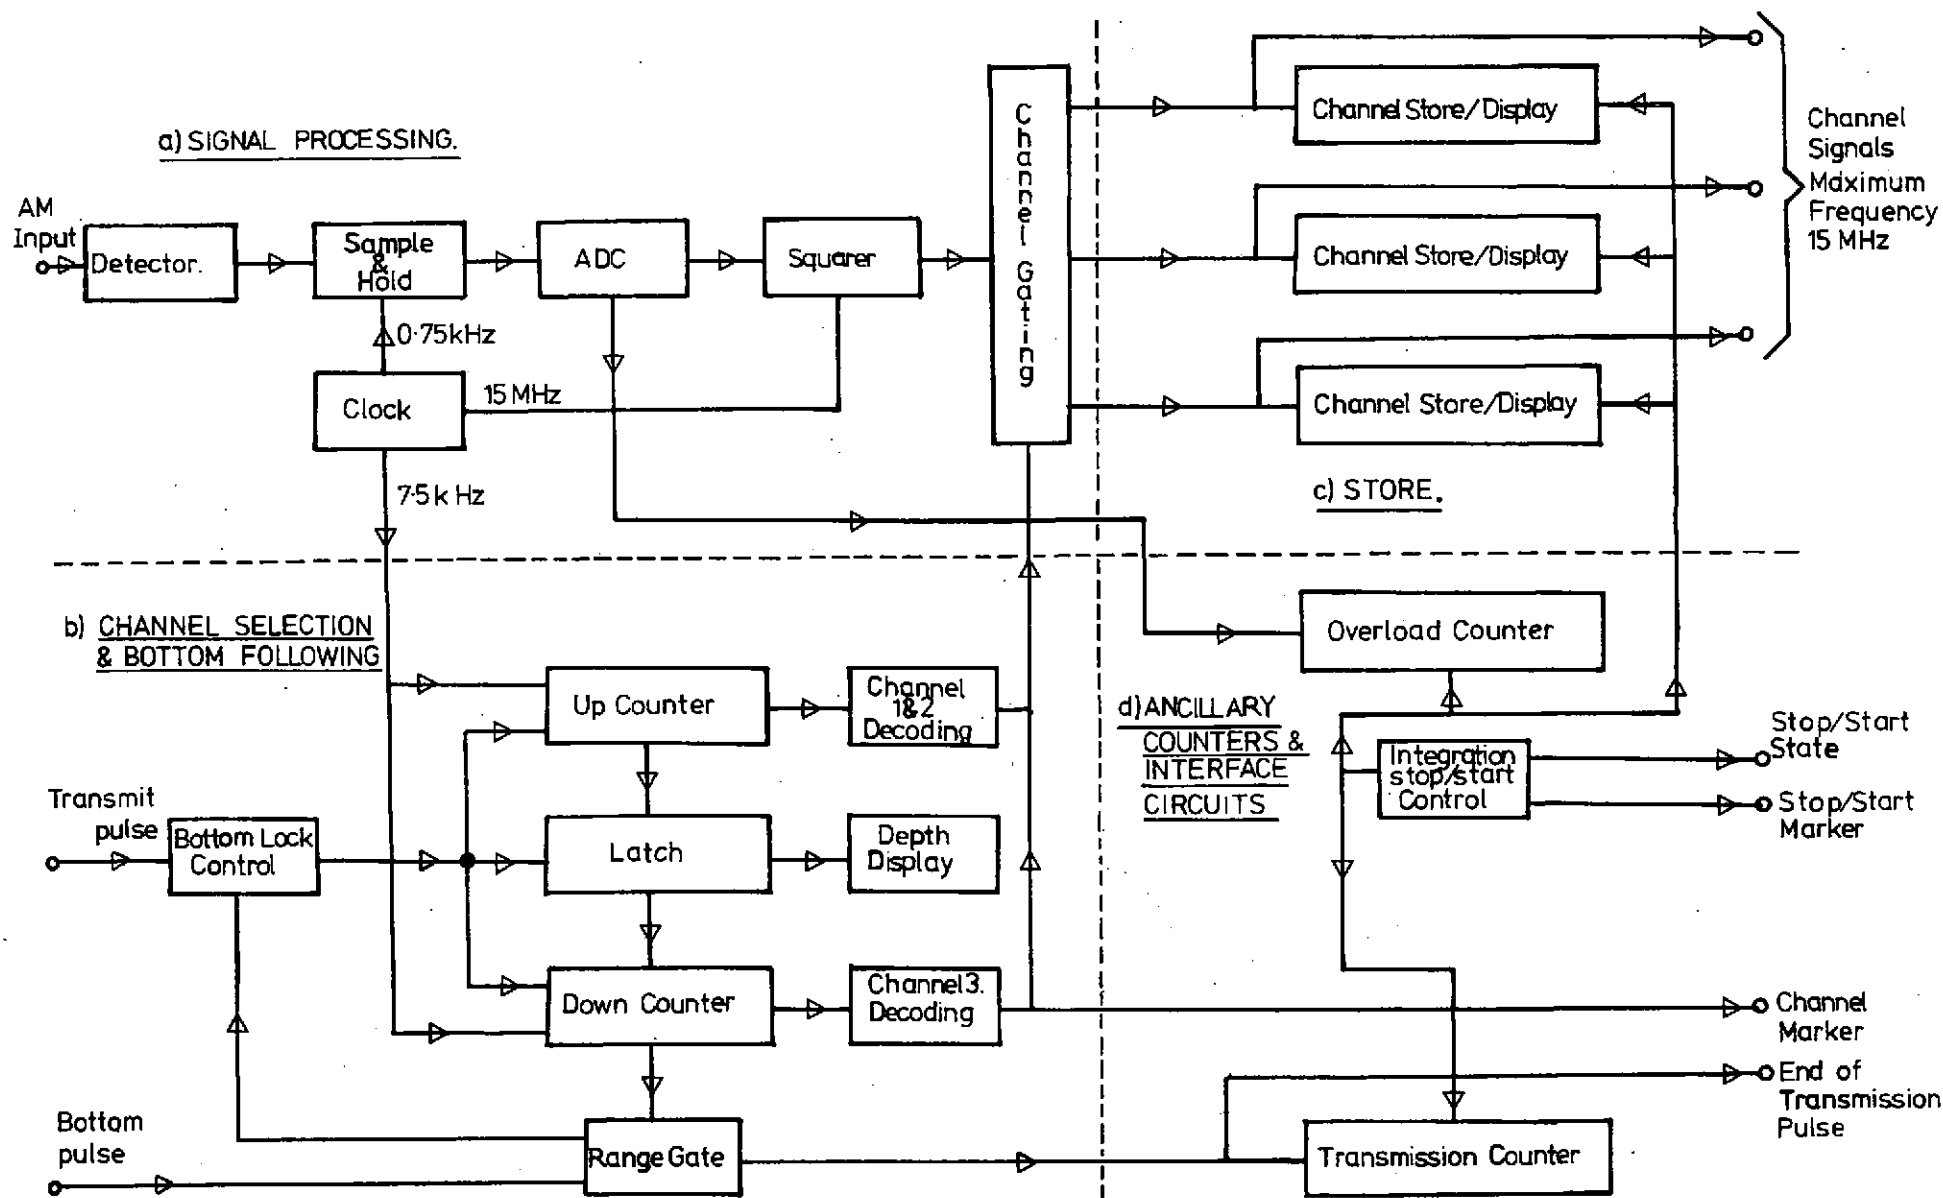 a) SIGNAL PROCESSING.
AM
Input
Detector.
Sample
&
Hold
ADC
Squarer
0.75kHz
Clock
15 MHz
7.5k Hz
Channel Gating
Channel Store/Display
Channel Store/Display
Channel Store/Display
Channel
Signals
Maximum
Frequency
15 MHz
c) STORE.
b) CHANNEL SELECTION
& BOTTOM FOLLOWING
Up Counter
Channel
1&2
Decoding
Transmit
pulse
Bottom Lock
Control
Latch
Depth
Display
Down Counter
Channel 3.
Decoding
Bottom
pulse
Range Gate
d) ANCILLARY
COUNTERS &
INTERFACE
CIRCUITS
Overload Counter
Integration
stop/start
Control
Stop/Start
State
Stop/Start
Marker
Channel
Marker
End of
Transmission
Pulse
Transmission Counter